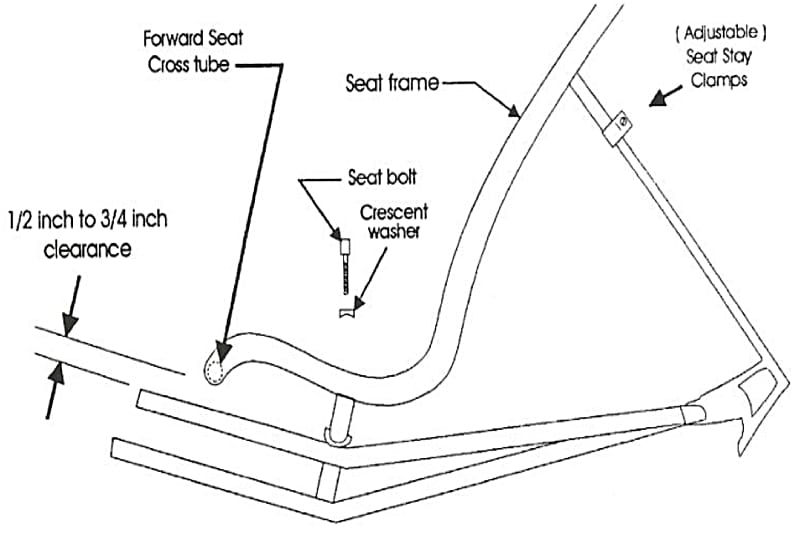 Forward Seat
Cross tube
Seat frame
( Adjustable )
Seat Stay
Clamps
Seat bolt
Crescent
washer
1/2 inch to 3/4 inch
clearance